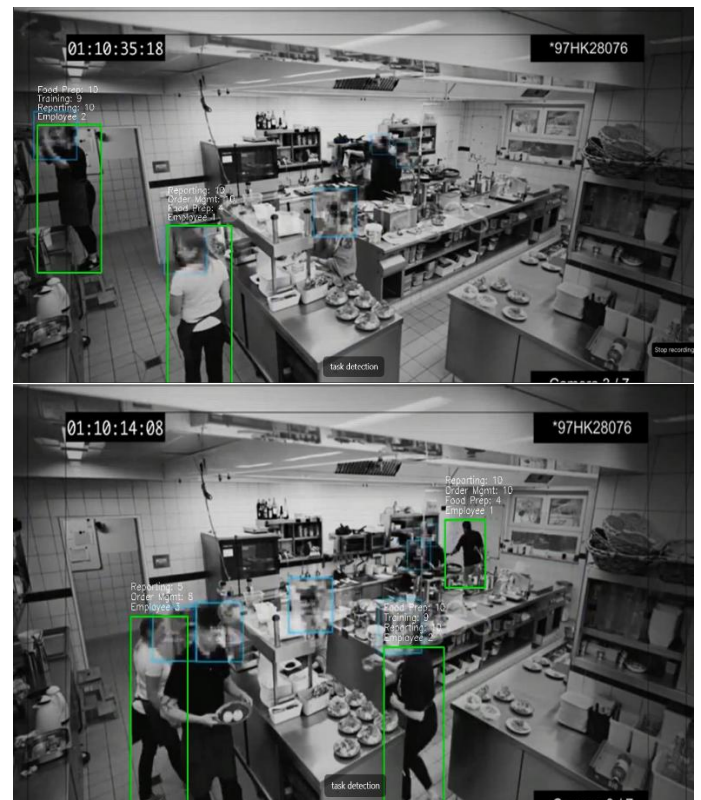 01:10:35:18
*97HK28076
Food Prep: 10
Training: 9
Reporting: 10
Employee 2
Reporting: 10
Order Mgmt: 10
Food Prep: 4
Employee 1
Stop recording
task detection
01:10:14:08
*97HK28076
Reporting: 10
Order Mgmt: 10
Food Prep: 4
Employee 1
Reporting: 5
Order Mgmt: 8
Employee 3
Food Prep: 10
Training: 9
Reporting: 10
Employee 2
task detection